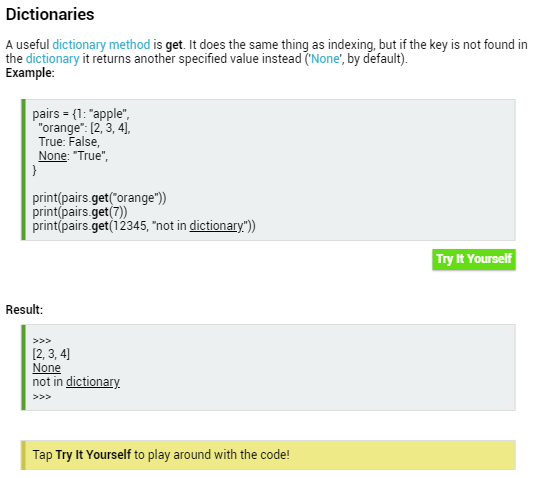 Dictionaries
A useful dictionary method is get. It does the same thing as indexing, but if the key is not found in
the dictionary it returns another specified value instead ('None', by default).
Example:
pairs = {1: "apple",
"orange": [2, 3, 4],
True: False,
None: "True",
}
print(pairs.get("orange"))
print(pairs.get(7))
print(pairs.get(12345, "not in dictionary"))
Try It Yourself
Result:
>>>
[2, 3, 4]
None
not in dictionary
>>>
Tap Try It Yourself to play around with the code!